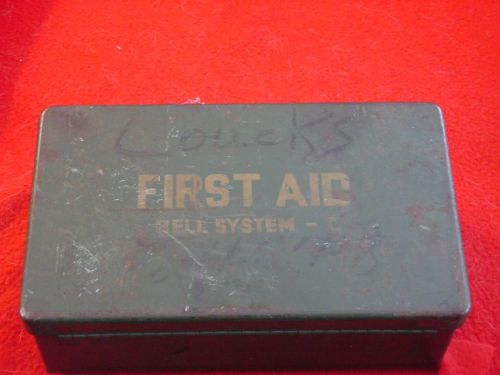 Loucks
FIRST AID
BELL SYSTEM - C